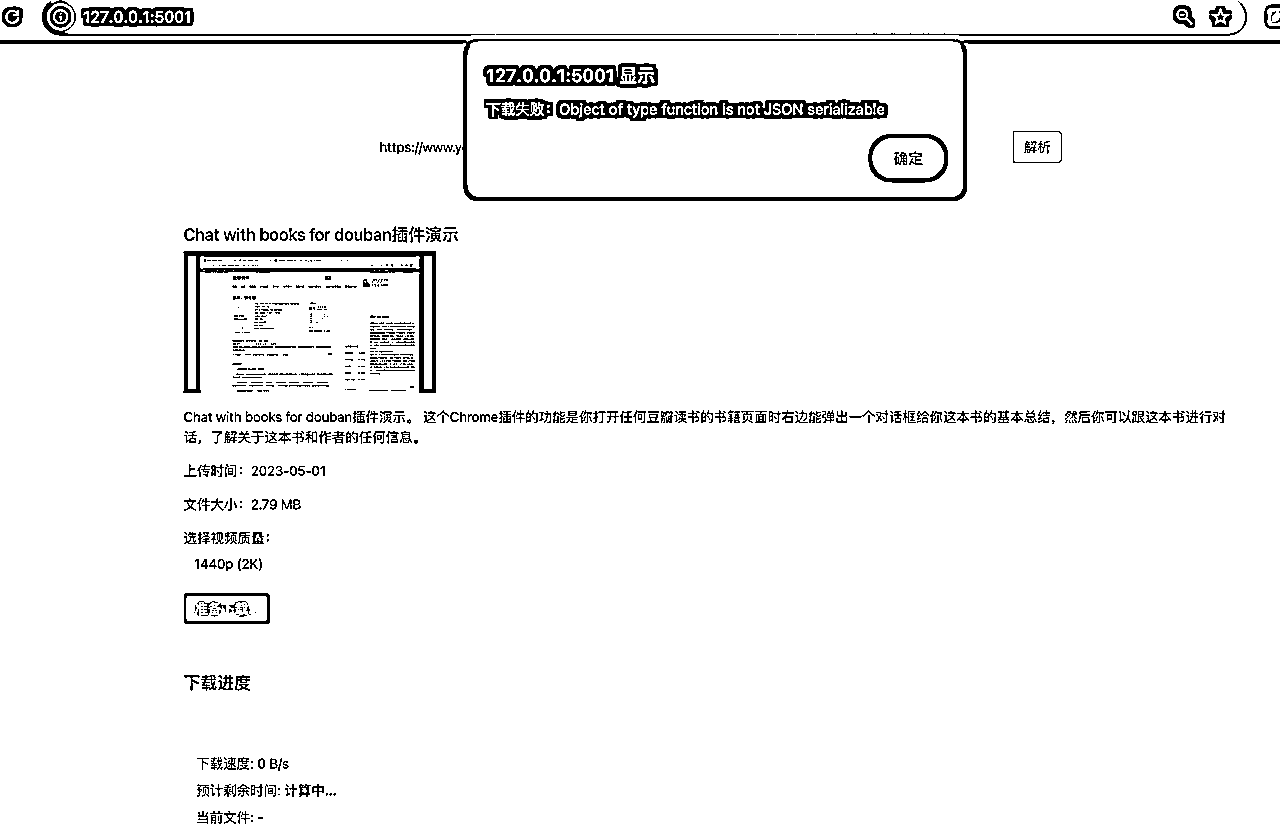 127.0.0.1:5001
127.0.0.1:5001 显示
下载失败：Object of type function is not JSON serializable
确定
https://www.y
解析
Chat with books for douban插件演示
Chat with books for douban插件演示。 这个Chrome插件的功能是你打开任何豆瓣读书的书籍页面时右边能弹出一个对话框给你这本书的基本总结，然后你可以跟这本书进行对
话，了解关于这本书和作者的任何信息。
上传时间：2023-05-01
文件大小：2.79 MB
选择视频质量：
1440p (2K)
准备下载...
下载进度
下载速度: 0 B/s
预计剩余时间: 计算中...
当前文件: -